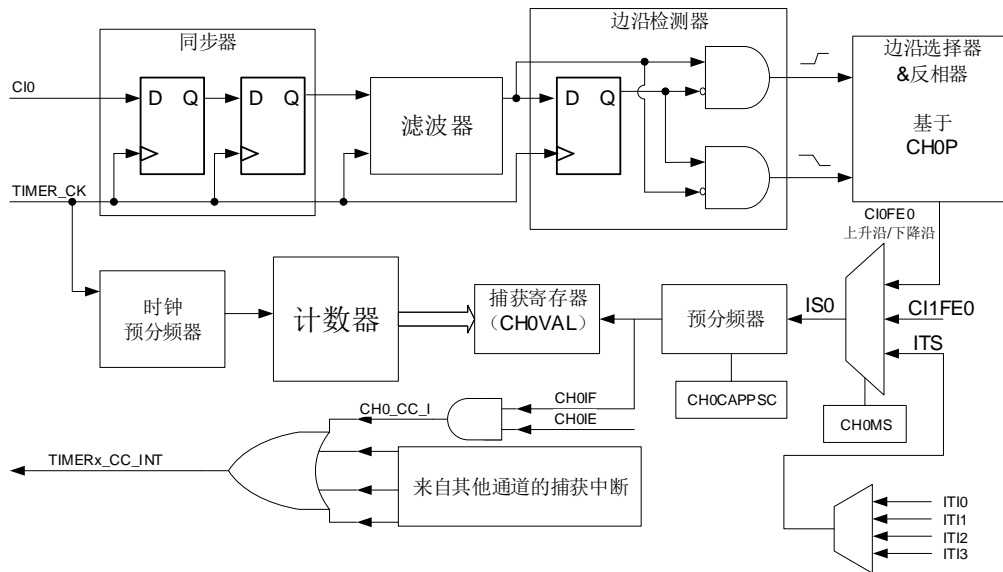 同步器
边沿检测器
CI0
D Q
D Q
滤波器
D Q
边沿选择器
&反相器
基于
CH0P
TIMER_CK
CI0FE0
上升沿/下降沿
时钟
预分频器
计数器
捕获寄存器
（CH0VAL）
预分频器
IS0
CI1FE0
ITS
CH0CAPPSC
CH0MS
CH0_CC_I
CH0IF
CH0IE
TIMERx_CC_INT
来自其他通道的捕获中断
ITI0
ITI1
ITI2
ITI3